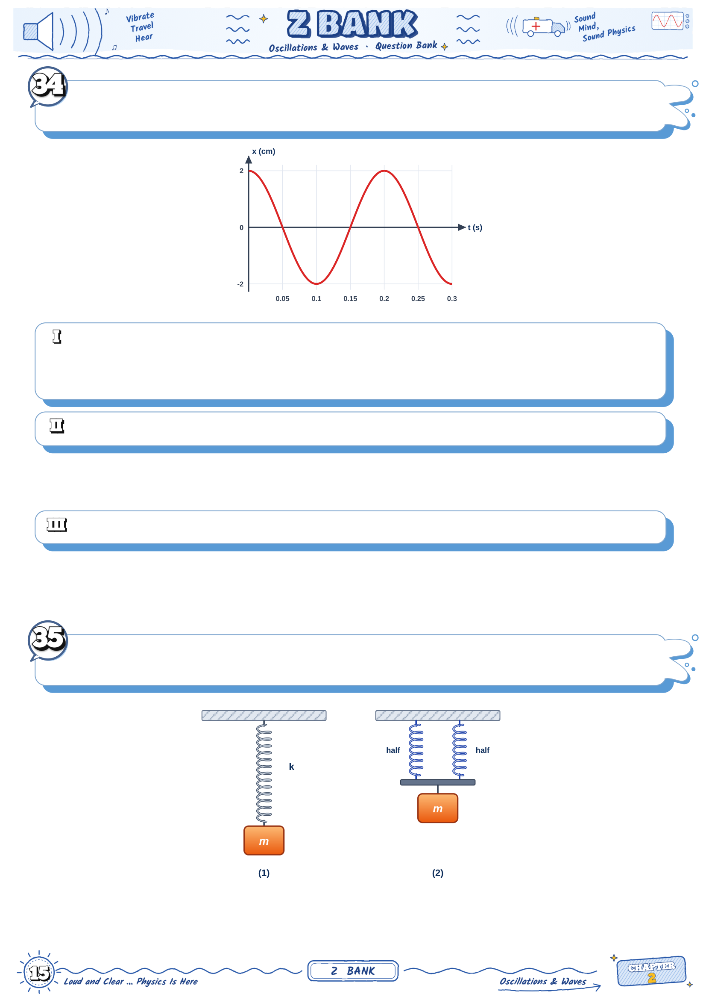 Vibrate
Travel
Hear
Z BANK
Oscillations & Waves · Question Bank
Sound
Mind,
Sound Physics
34
x (cm)
2
0
-2
t (s)
0.05 0.1 0.15 0.2 0.25 0.3
I
II
III
35
k
half
half
m
m
(1)
(2)
15
Loud and Clear ... Physics Is Here
Z BANK
Oscillations & Waves
CHAPTER
2